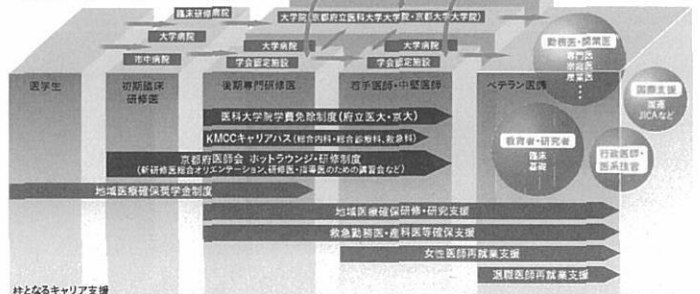 臨床研修病院
大学院(京都府立医科大学大学院・京都大学大学院)
大学病院
大学病院
大学病院
市中病院
学会認定施設
学会認定施設
勤務医・開業医
専門医
家庭医
産業医
医学生
初期臨床
研修医
後期専門研修医
若手医師・中堅医師
ベテラン医師
国際支援
JICAなど
医科大学院学費免除制度(府立医大・京大)
KMCCキャリアパス(総合内科・総合診療科、救急科)
教育者・研究者
臨床
基礎
行政医師・
医系技官
京都府医師会 ホットラウンジ・研修制度
(新研修医総合オリエンテーション、研修医・指導医のための講習会など)
地域医療確保奨学金制度
地域医療確保研修・研究支援
救急勤務医・産科医等確保支援
女性医師再就業支援
退職医師再就業支援
柱となるキャリア支援